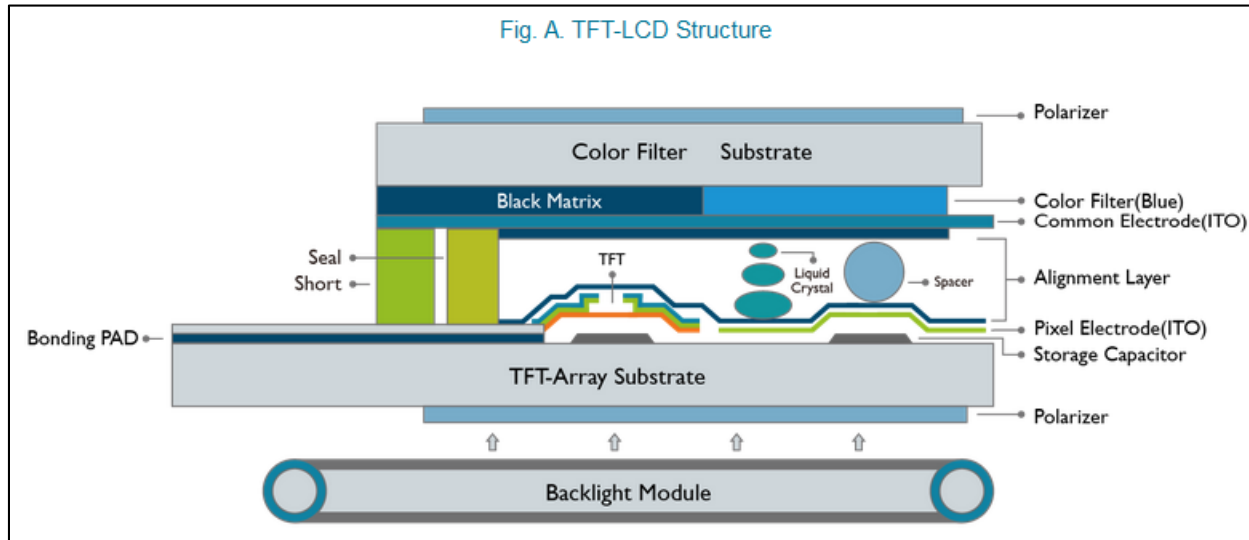 Fig. A. TFT-LCD Structure
Polarizer
Color Filter Substrate
Black Matrix
Color Filter(Blue)
Common Electrode(ITO)
Seal
Short
TFT
Liquid
Crystal
Spacer
Alignment Layer
Bonding PAD
Pixel Electrode(ITO)
Storage Capacitor
TFT-Array Substrate
Polarizer
Backlight Module